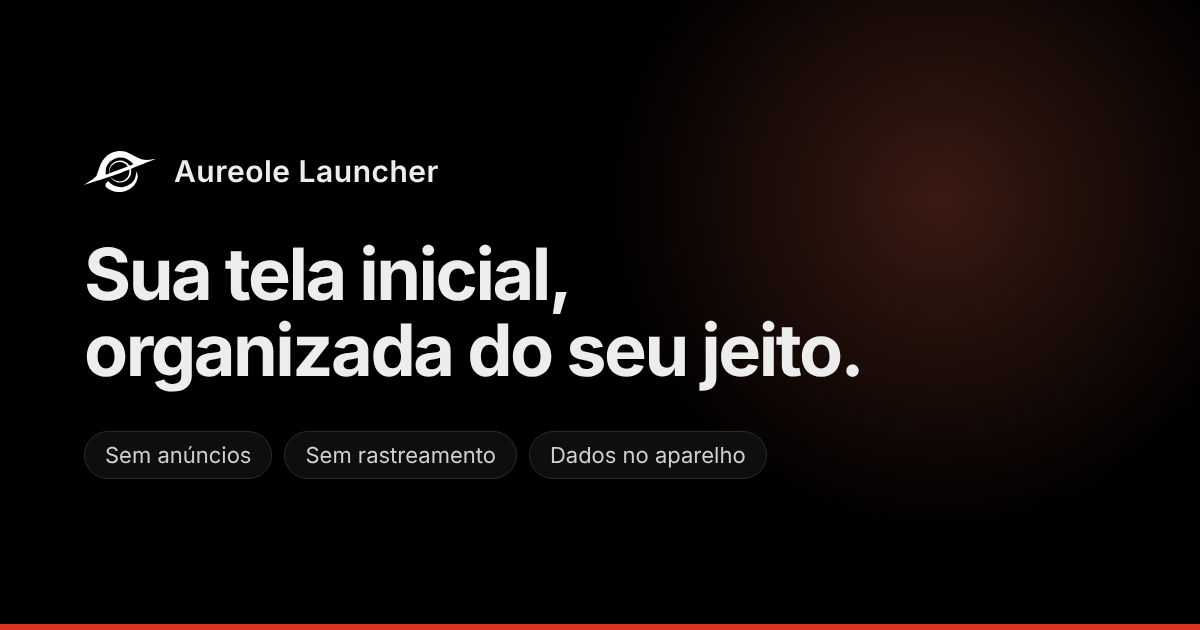 Aureole Launcher
Sua tela inicial,
organizada do seu jeito.
Sem anúncios
Sem rastreamento
Dados no aparelho